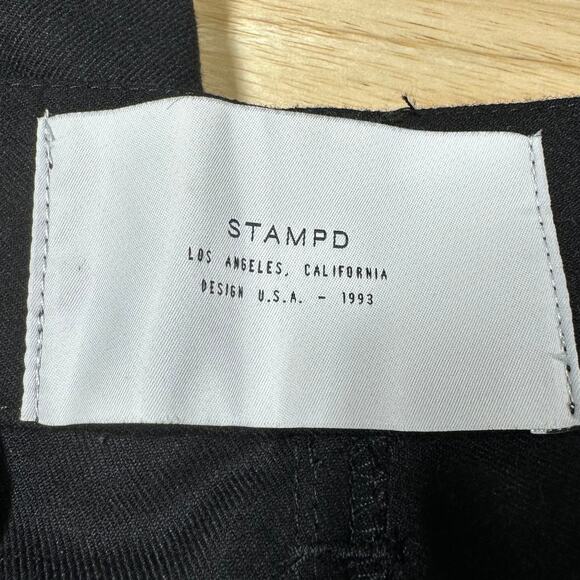 STAMPD
LOS ANGELES, CALIFORNIA
DESIGN U.S.A. - 1993